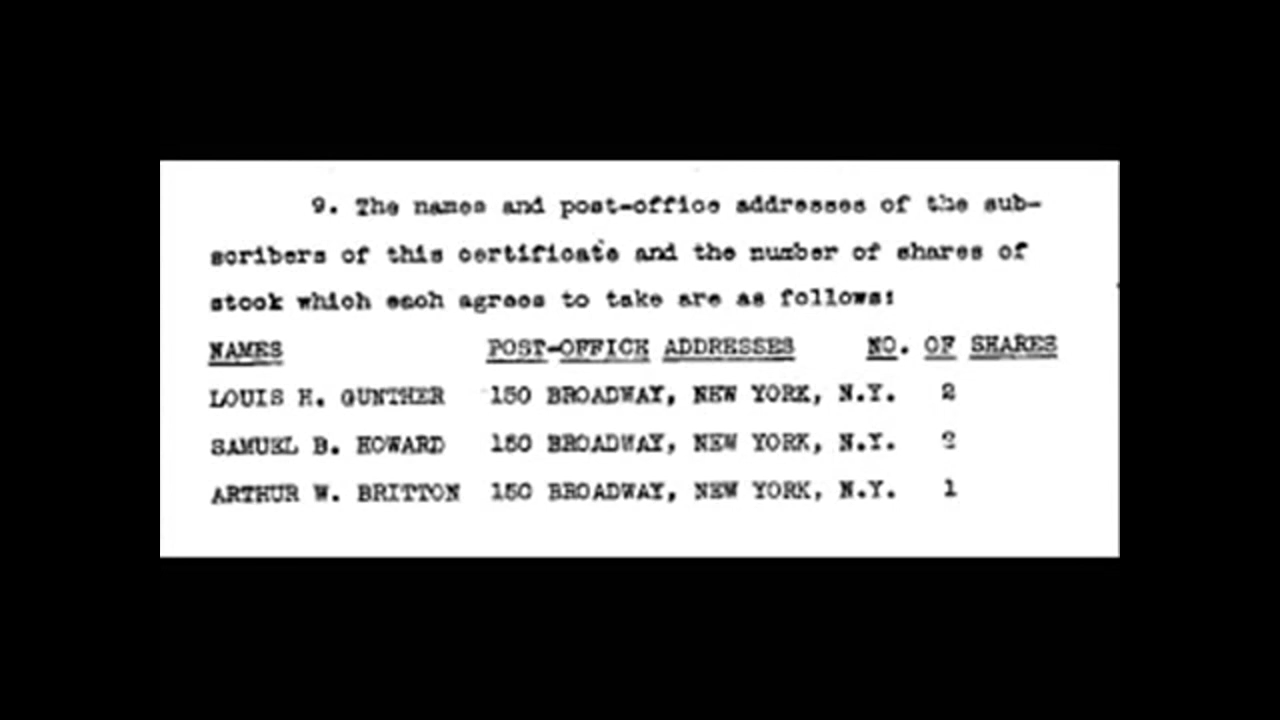 9. The names and post-office addresses of the sub-
scribers of this certificate and the number of shares of
stock which each agrees to take are as follows:
NAMES POST-OFFICE ADDRESSES NO. OF SHARES
LOUIS H. GUNTHER 150 BROADWAY, NEW YORK, N.Y. 2
SAMUEL B. HOWARD 150 BROADWAY, NEW YORK, N.Y. 2
ARTHUR W. BRITTON 150 BROADWAY, NEW YORK, N.Y. 1